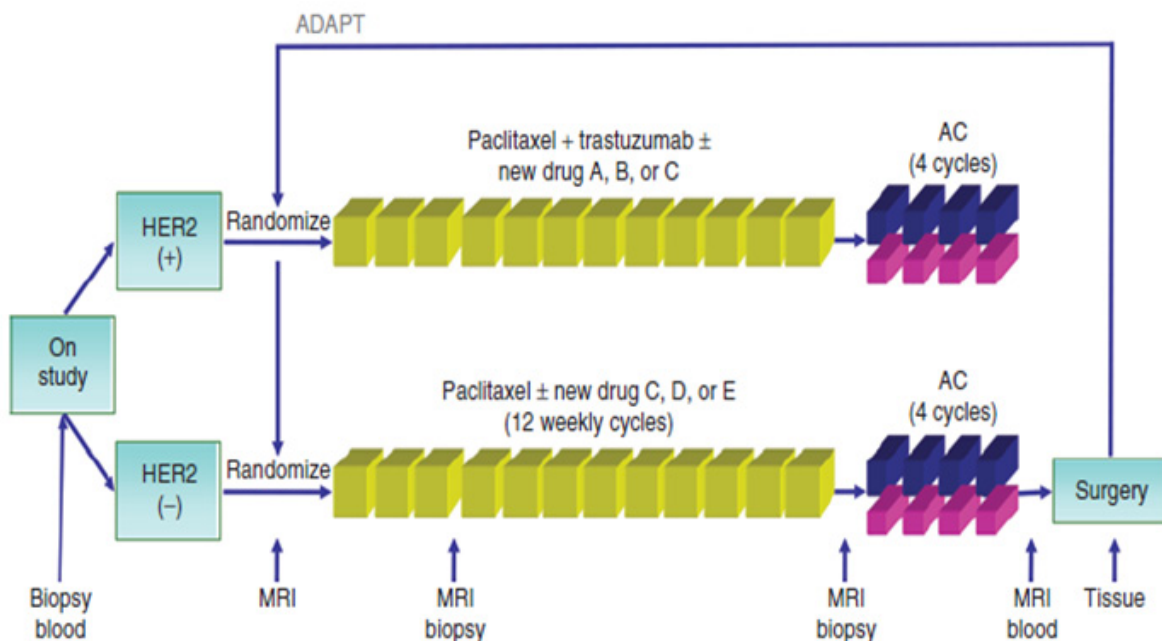 ADAPT
Paclitaxel + trastuzumab ±
new drug A, B, or C
AC
(4 cycles)
HER2
(+)
Randomize
On
study
Paclitaxel ± new drug C, D, or E
(12 weekly cycles)
AC
(4 cycles)
HER2
(–)
Randomize
Surgery
Biopsy
blood
MRI
MRI
biopsy
MRI
biopsy
MRI
blood
Tissue